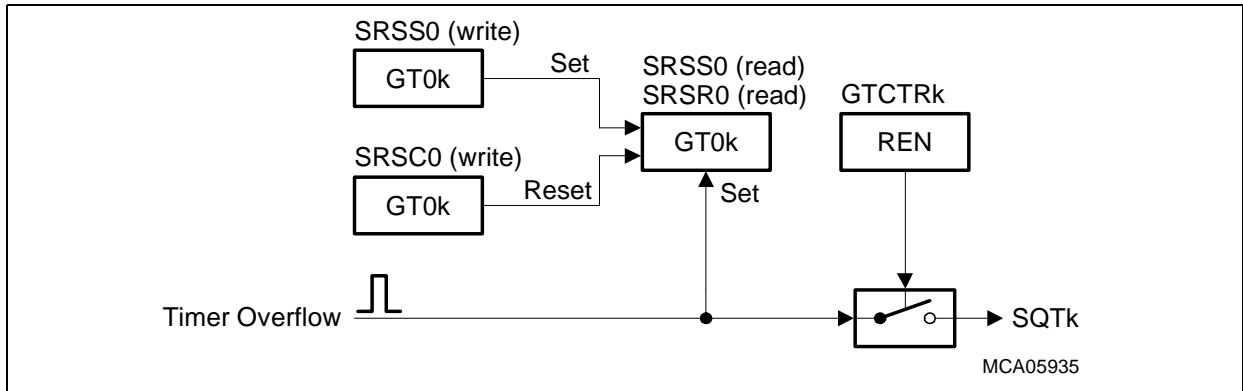 SRSS0 (write)
GT0k
Set
SRSS0 (read)
SRSR0 (read)
GT0k
GTCTRk
REN
SRSC0 (write)
GT0k
Reset
Set
Timer Overflow
SQTk
MCA05935